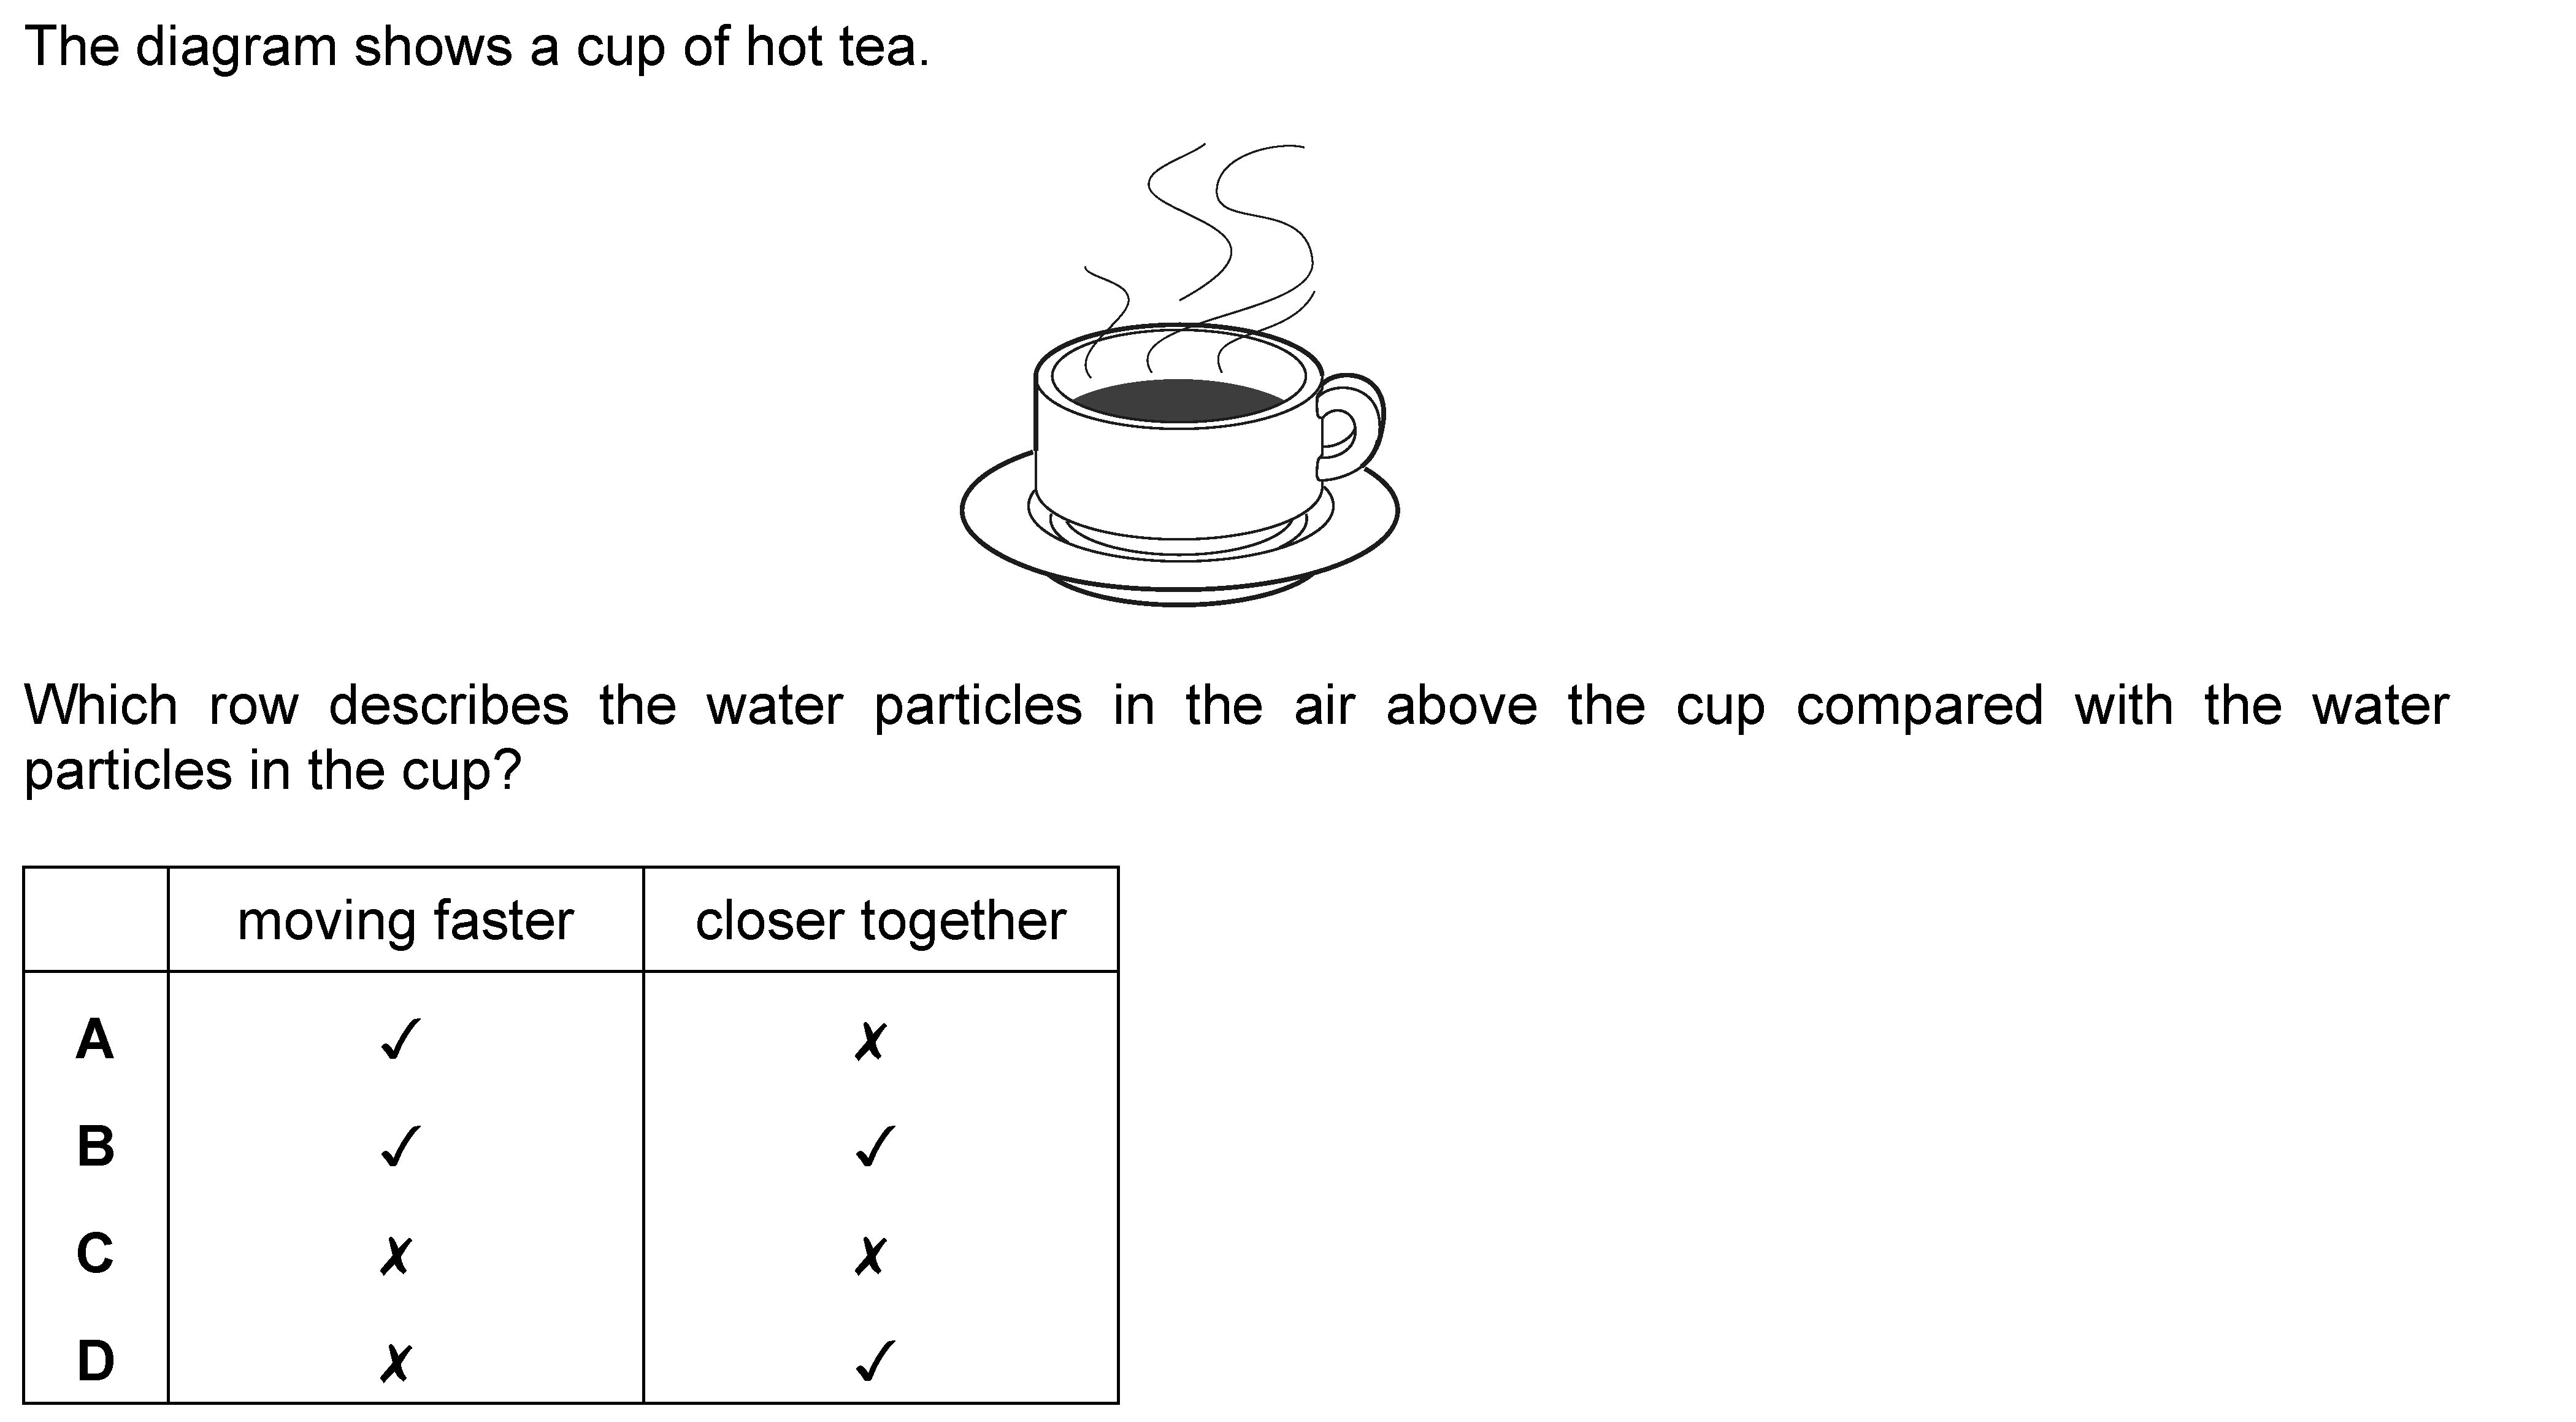 The diagram shows a cup of hot tea.
Which row describes the water particles in the air above the cup compared with the water
particles in the cup?
moving faster closer together
A ✓ ✗
B ✓ ✓
C ✗ ✗
D ✗ ✓